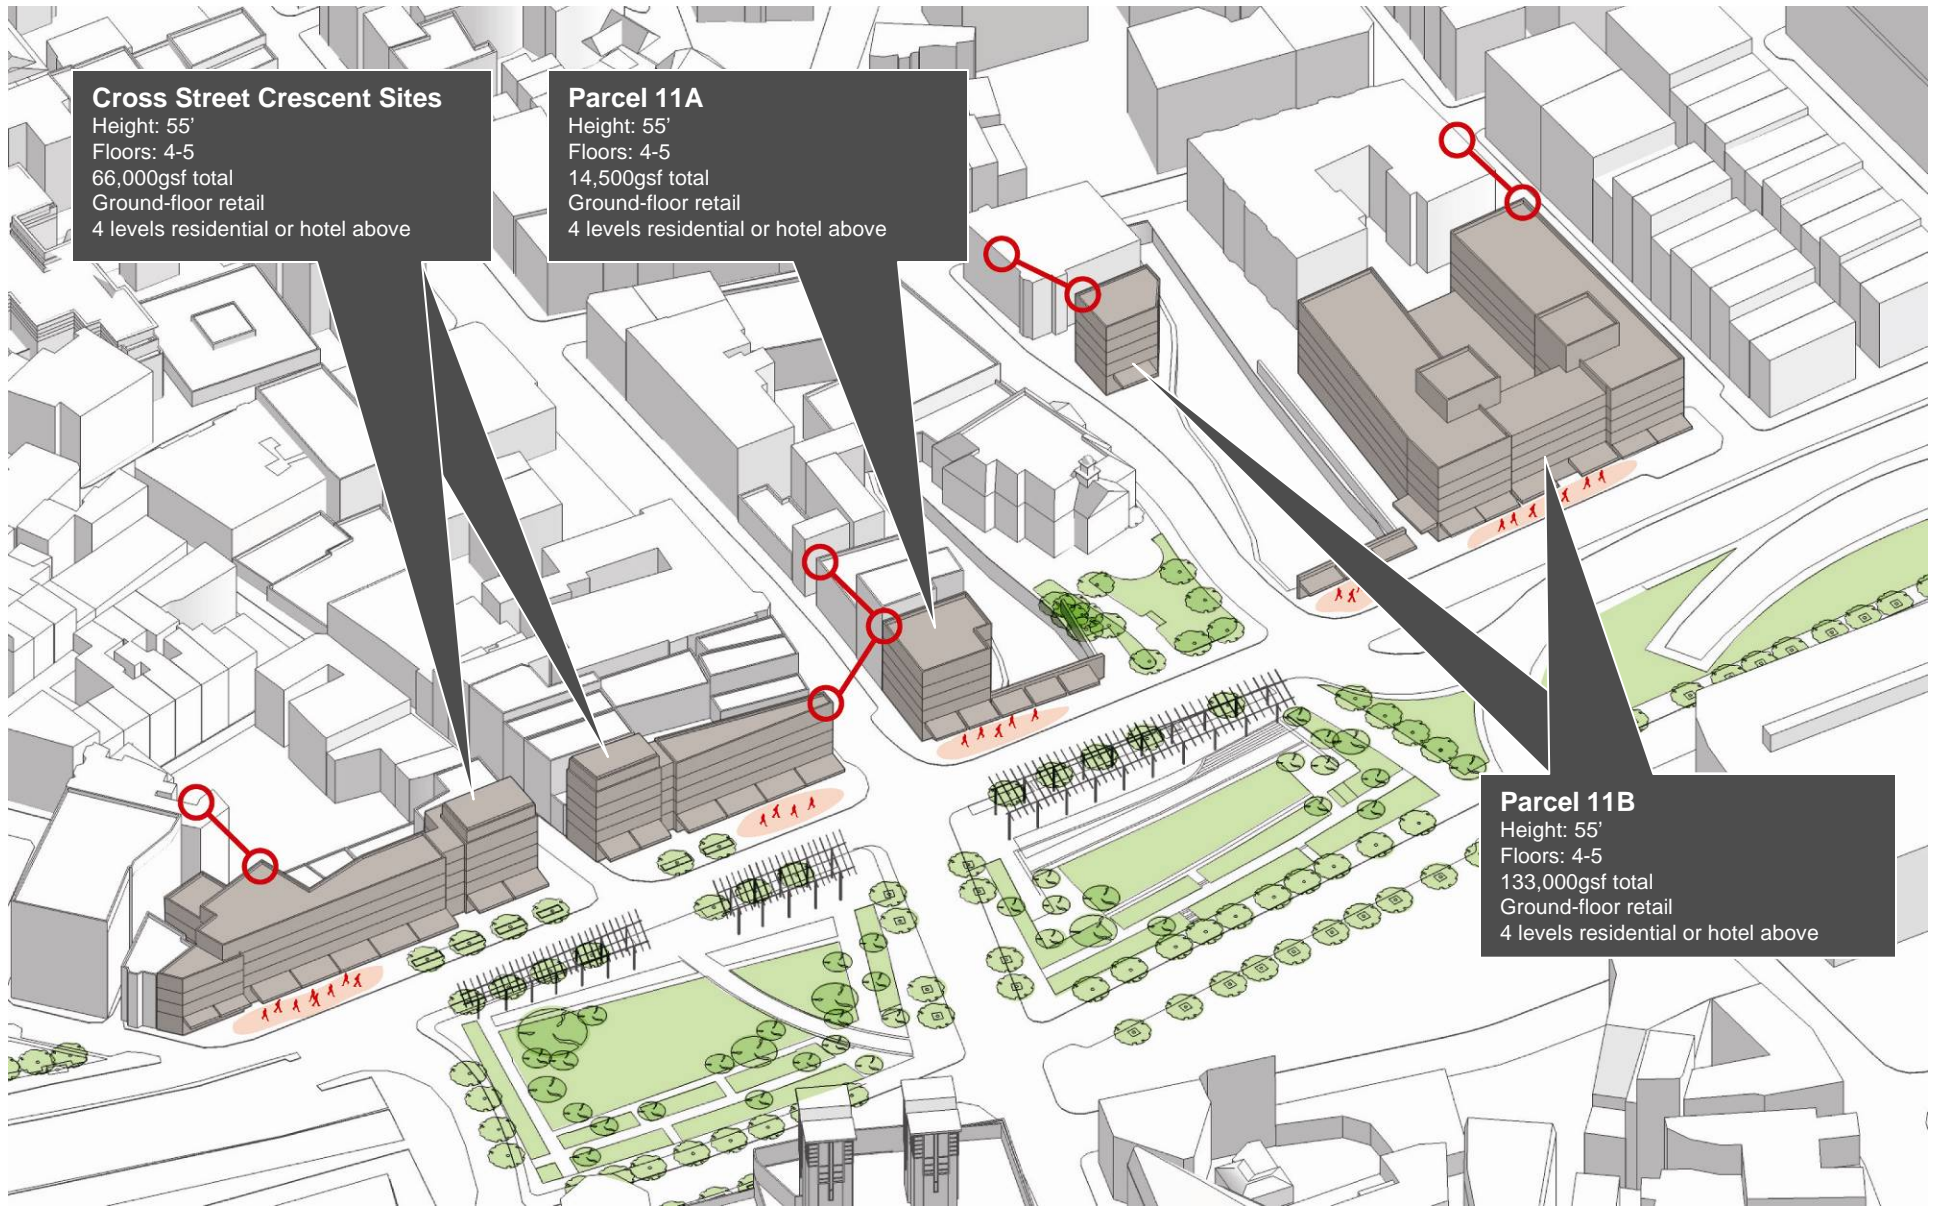 Cross Street Crescent Sites
Height: 55’
Floors: 4-5
66,000gsf total
Ground-floor retail
4 levels residential or hotel above
Parcel 11A
Height: 55’
Floors: 4-5
14,500gsf total
Ground-floor retail
4 levels residential or hotel above
Parcel 11B
Height: 55’
Floors: 4-5
133,000gsf total
Ground-floor retail
4 levels residential or hotel above